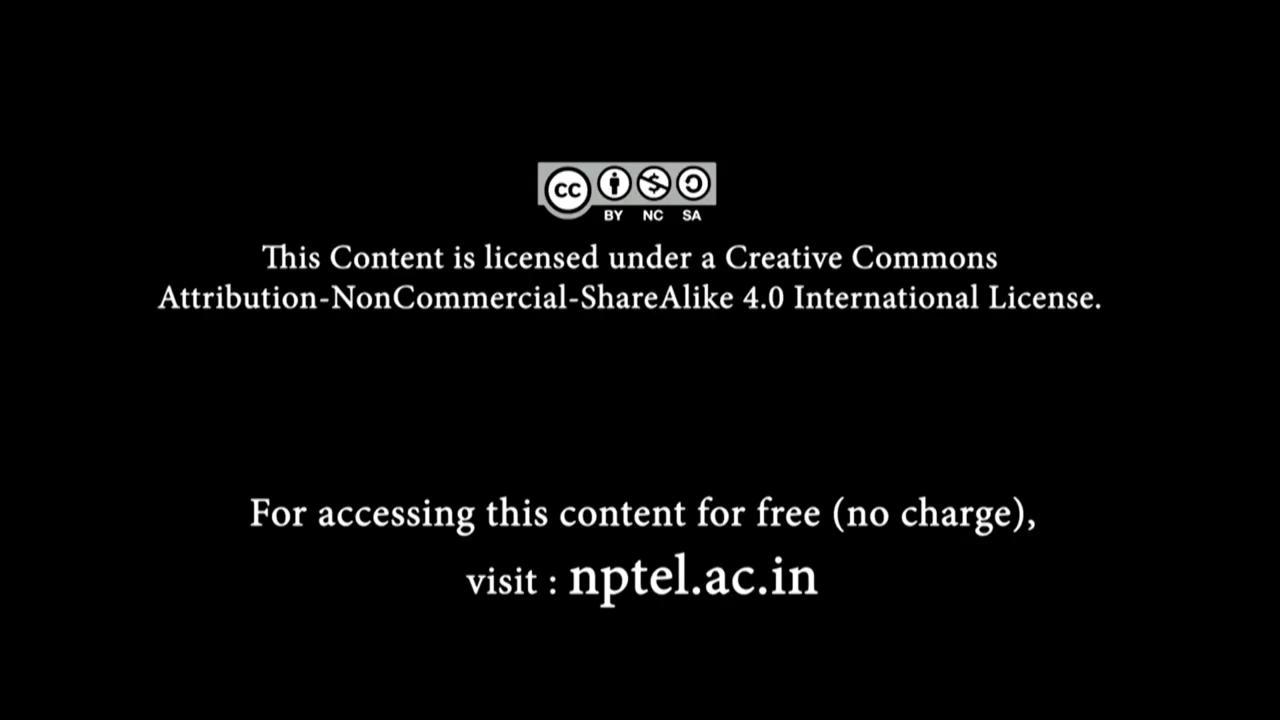 cc
BY NC SA
This Content is licensed under a Creative Commons
Attribution-NonCommercial-ShareAlike 4.0 International License.
For accessing this content for free (no charge),
visit : nptel.ac.in